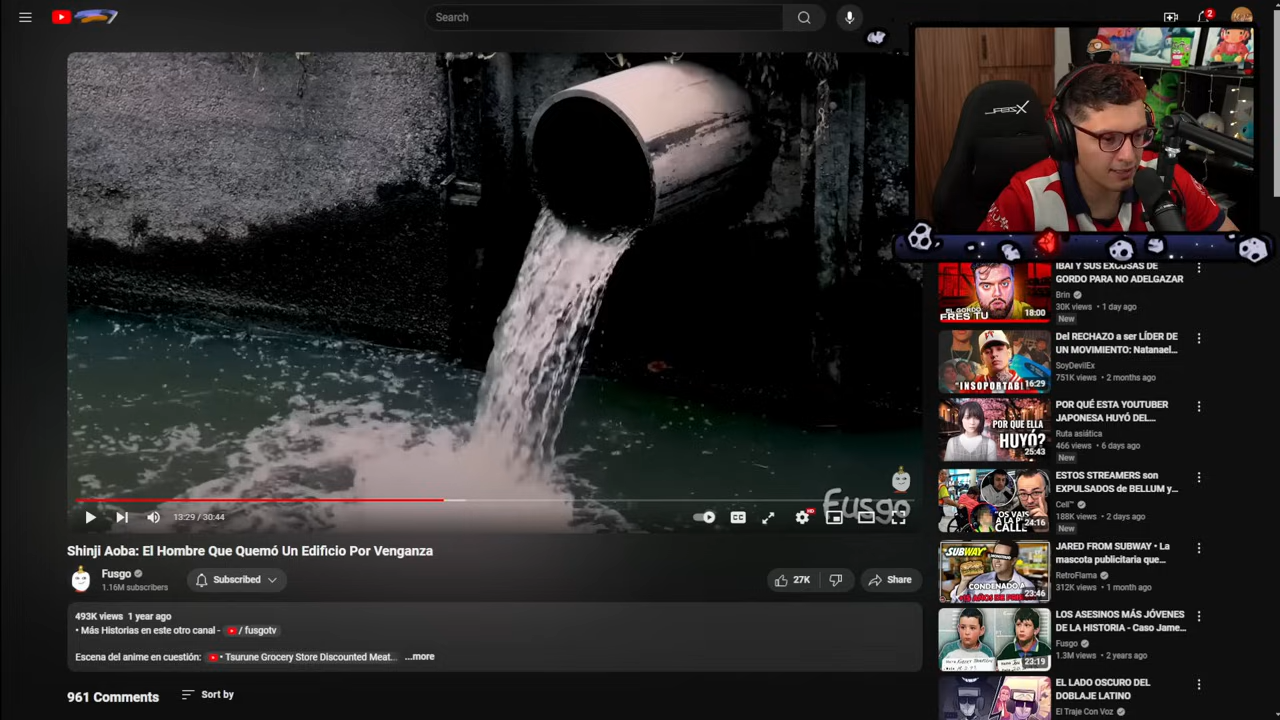 Search
2
13:29 / 30:44
CC
HD
Fusgo
Shinji Aoba: El Hombre Que Quemó Un Edificio Por Venganza
Fusgo
1.16M subscribers
Subscribed
27K
Share
493K views 1 year ago
• Más Historias en este otro canal - / fusgotv
Escena del anime en cuestión: • Tsurune Grocery Store Discounted Meat... ...more
961 Comments
Sort by
IBAI Y SUS EXCUSAS DE
GORDO PARA NO ADELGAZAR
Brin
30K views • 1 day ago
New
18:00
Del RECHAZO a ser LÍDER DE
UN MOVIMIENTO: Natanael...
SoyDevilEx
751K views • 2 months ago
16:29
POR QUÉ ESTA YOUTUBER
JAPONESA HUYÓ DEL...
Ruta asiática
466 views • 6 days ago
New
POR QUÉ ELLA
HUYÓ?
25:43
ESTOS STREAMERS son
EXPULSADOS de BELLUM y...
Cell™
188K views • 2 days ago
New
24:16
JARED FROM SUBWAY • La
mascota publicitaria que...
RetroFlama
312K views • 1 month ago
SUBWAY
CONDENADO
23:46
LOS ASESINOS MÁS JÓVENES
DE LA HISTORIA - Caso Jame...
Fusgo
1.3M views • 2 years ago
23:19
EL LADO OSCURO DEL
DOBLAJE LATINO
El Traje Con Voz